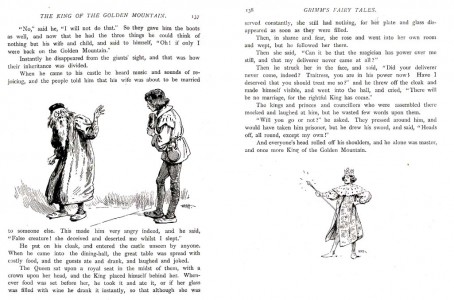 THE KING OF THE GOLDEN MOUNTAIN. 137
"No," said he, "I will not do that." So they gave him the boots
as well, and now that he had the three things he could think of
nothing but his wife and child, and said to himself, "Oh! if only I
were back on the Golden Mountain."
Instantly he disappeared from the giants' sight, and that was how
their inheritance was divided.
When he came to his castle he heard music and sounds of re-
joicing, and the people told him that his wife was about to be married
to someone else. This made him very angry indeed, and he said,
"False creature! she deceived and deserted me whilst I slept."
He put on his cloak, and entered the castle unseen by anyone.
When he came into the dining-hall, the great table was spread with
costly food, and the guests ate and drank, and laughed and joked.
The Queen sat upon a royal seat in the midst of them, with a
crown upon her head, and the King placed himself behind her. When-
ever food was set before her, he took it and ate it, or if her glass
was filled with wine he drank it instantly, so that although she was
138 GRIMM'S FAIRY TALES.
served constantly, she still had nothing, for her plate and glass dis-
appeared as soon as they were filled.
Then, in shame and fear, she rose and went into her own room
and wept, but he followed her there.
Then she said, "Can it be that the magician has power over me
still, and that my deliverer never came at all?"
Then he struck her in the face, and cried, "Did your deliverer
never come, indeed? Traitress, you are in his power now! Have I
deserved that you should treat me so?" and he threw off the cloak and
made himself visible, and went into the hall, and cried, "There will
be no marriage, for the rightful King has come."
The kings and princes and councillors who were assembled there
mocked and laughed at him, but he wasted few words upon them.
"Will you go or not?" he asked. They pressed around him, and
would have taken him prisoner, but he drew his sword, and said, "Heads
off, all round, except my own!"
And everyone's head rolled off his shoulders, and he alone was master,
and once more King of the Golden Mountain.